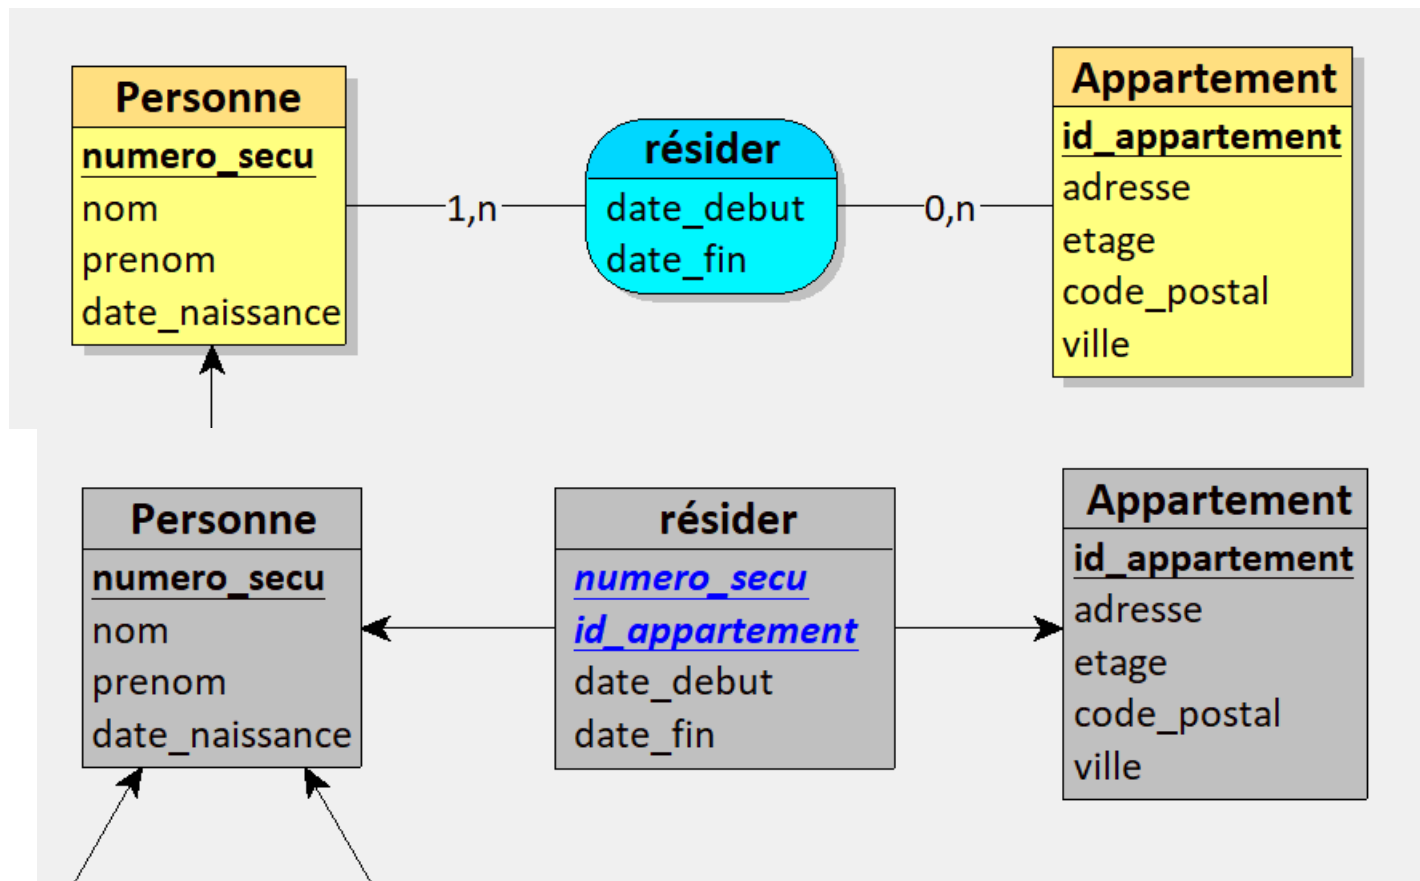 Personne
numero_secu
nom
prenom
date_naissance
1,n
résider
date_debut
date_fin
0,n
Appartement
id_appartement
adresse
etage
code_postal
ville
Personne
numero_secu
nom
prenom
date_naissance
résider
numero_secu
id_appartement
date_debut
date_fin
Appartement
id_appartement
adresse
etage
code_postal
ville